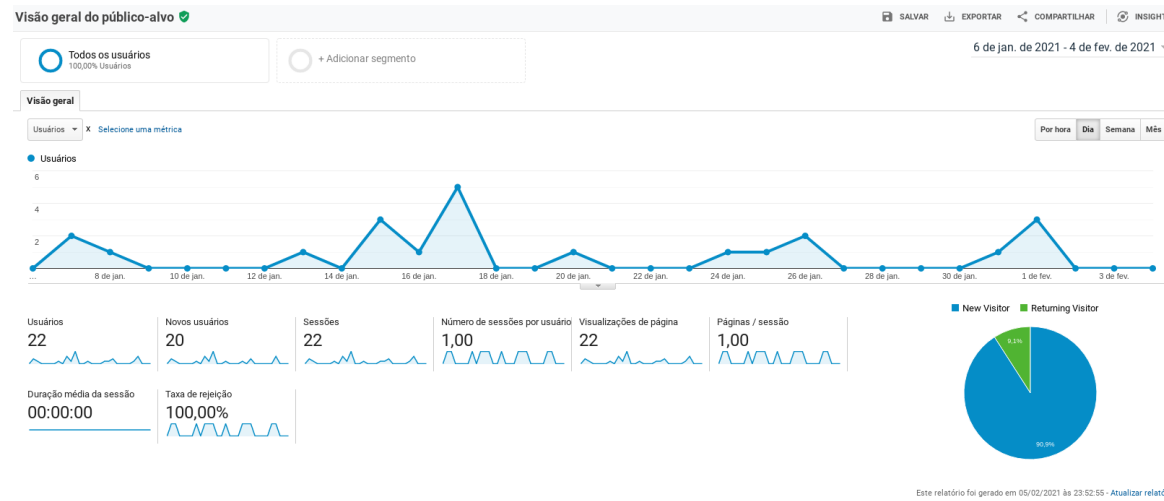 Visão geral do público-alvo
SALVAR
EXPORTAR
COMPARTILHAR
INSIGHT
Todos os usuários
100,00% Usuários
+ Adicionar segmento
6 de jan. de 2021 - 4 de fev. de 2021
Visão geral
Usuários
X
Selecione uma métrica
Por hora
Dia
Semana
Mês
Usuários
6
4
2
...
8 de jan.
10 de jan.
12 de jan.
14 de jan.
16 de jan.
18 de jan.
20 de jan.
22 de jan.
24 de jan.
26 de jan.
28 de jan.
30 de jan.
1 de fev.
3 de fev.
Usuários
22
Novos usuários
20
Sessões
22
Número de sessões por usuário
1,00
Visualizações de página
22
Páginas / sessão
1,00
Duração média da sessão
00:00:00
Taxa de rejeição
100,00%
New Visitor
Returning Visitor
9,1%
90,9%
Este relatório foi gerado em 05/02/2021 às 23:52:55 - Atualizar relató